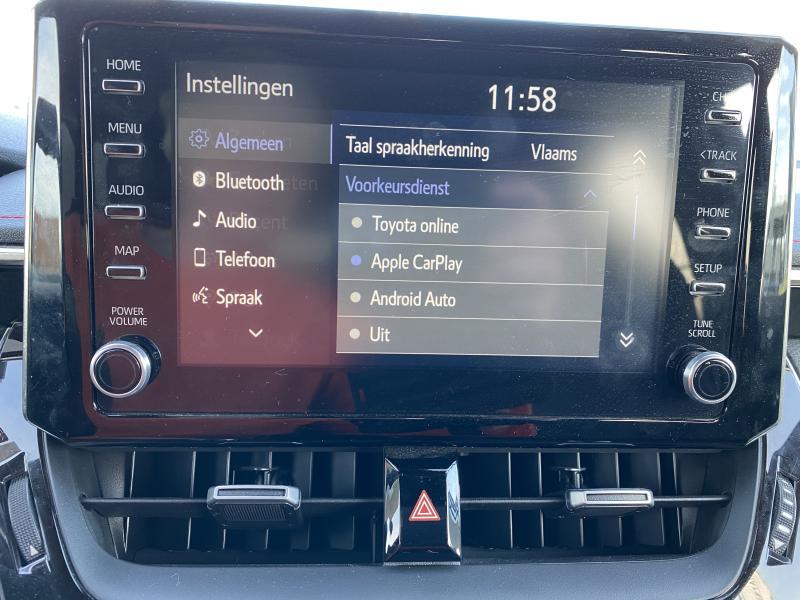 HOME
MENU
AUDIO
MAP
POWER
VOLUME
Instellingen
11:58
Algemeen
Bluetooth
Audio
Telefoon
Spraak
Taal spraakherkenning Vlaams
Voorkeursdienst
Toyota online
Apple CarPlay
Android Auto
Uit
<TRACK
PHONE
SETUP
TUNE
SCROLL